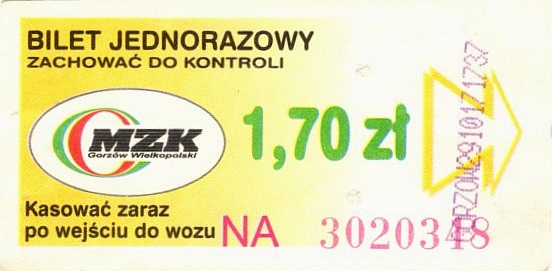 BILET JEDNORAZOWY
ZACHOWAĆ DO KONTROLI
MZK
Gorzów Wielkopolski
1,70 zł
Kasować zaraz
po wejściu do wozu
NA 3020348